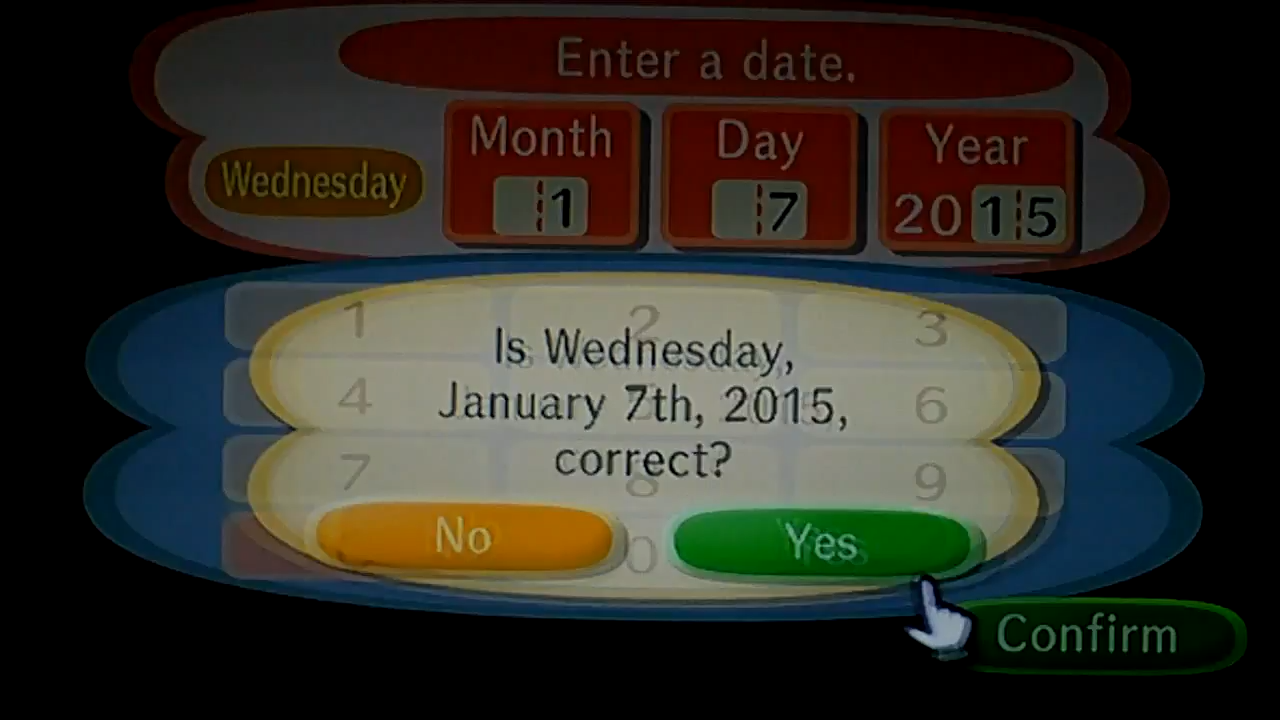 Enter a date.
Month
Day
Year
Wednesday
1
7
2015
1
2
3
Is Wednesday,
January 7th, 2015,
4
6
correct?
7
8
9
No
0
Yes
Confirm